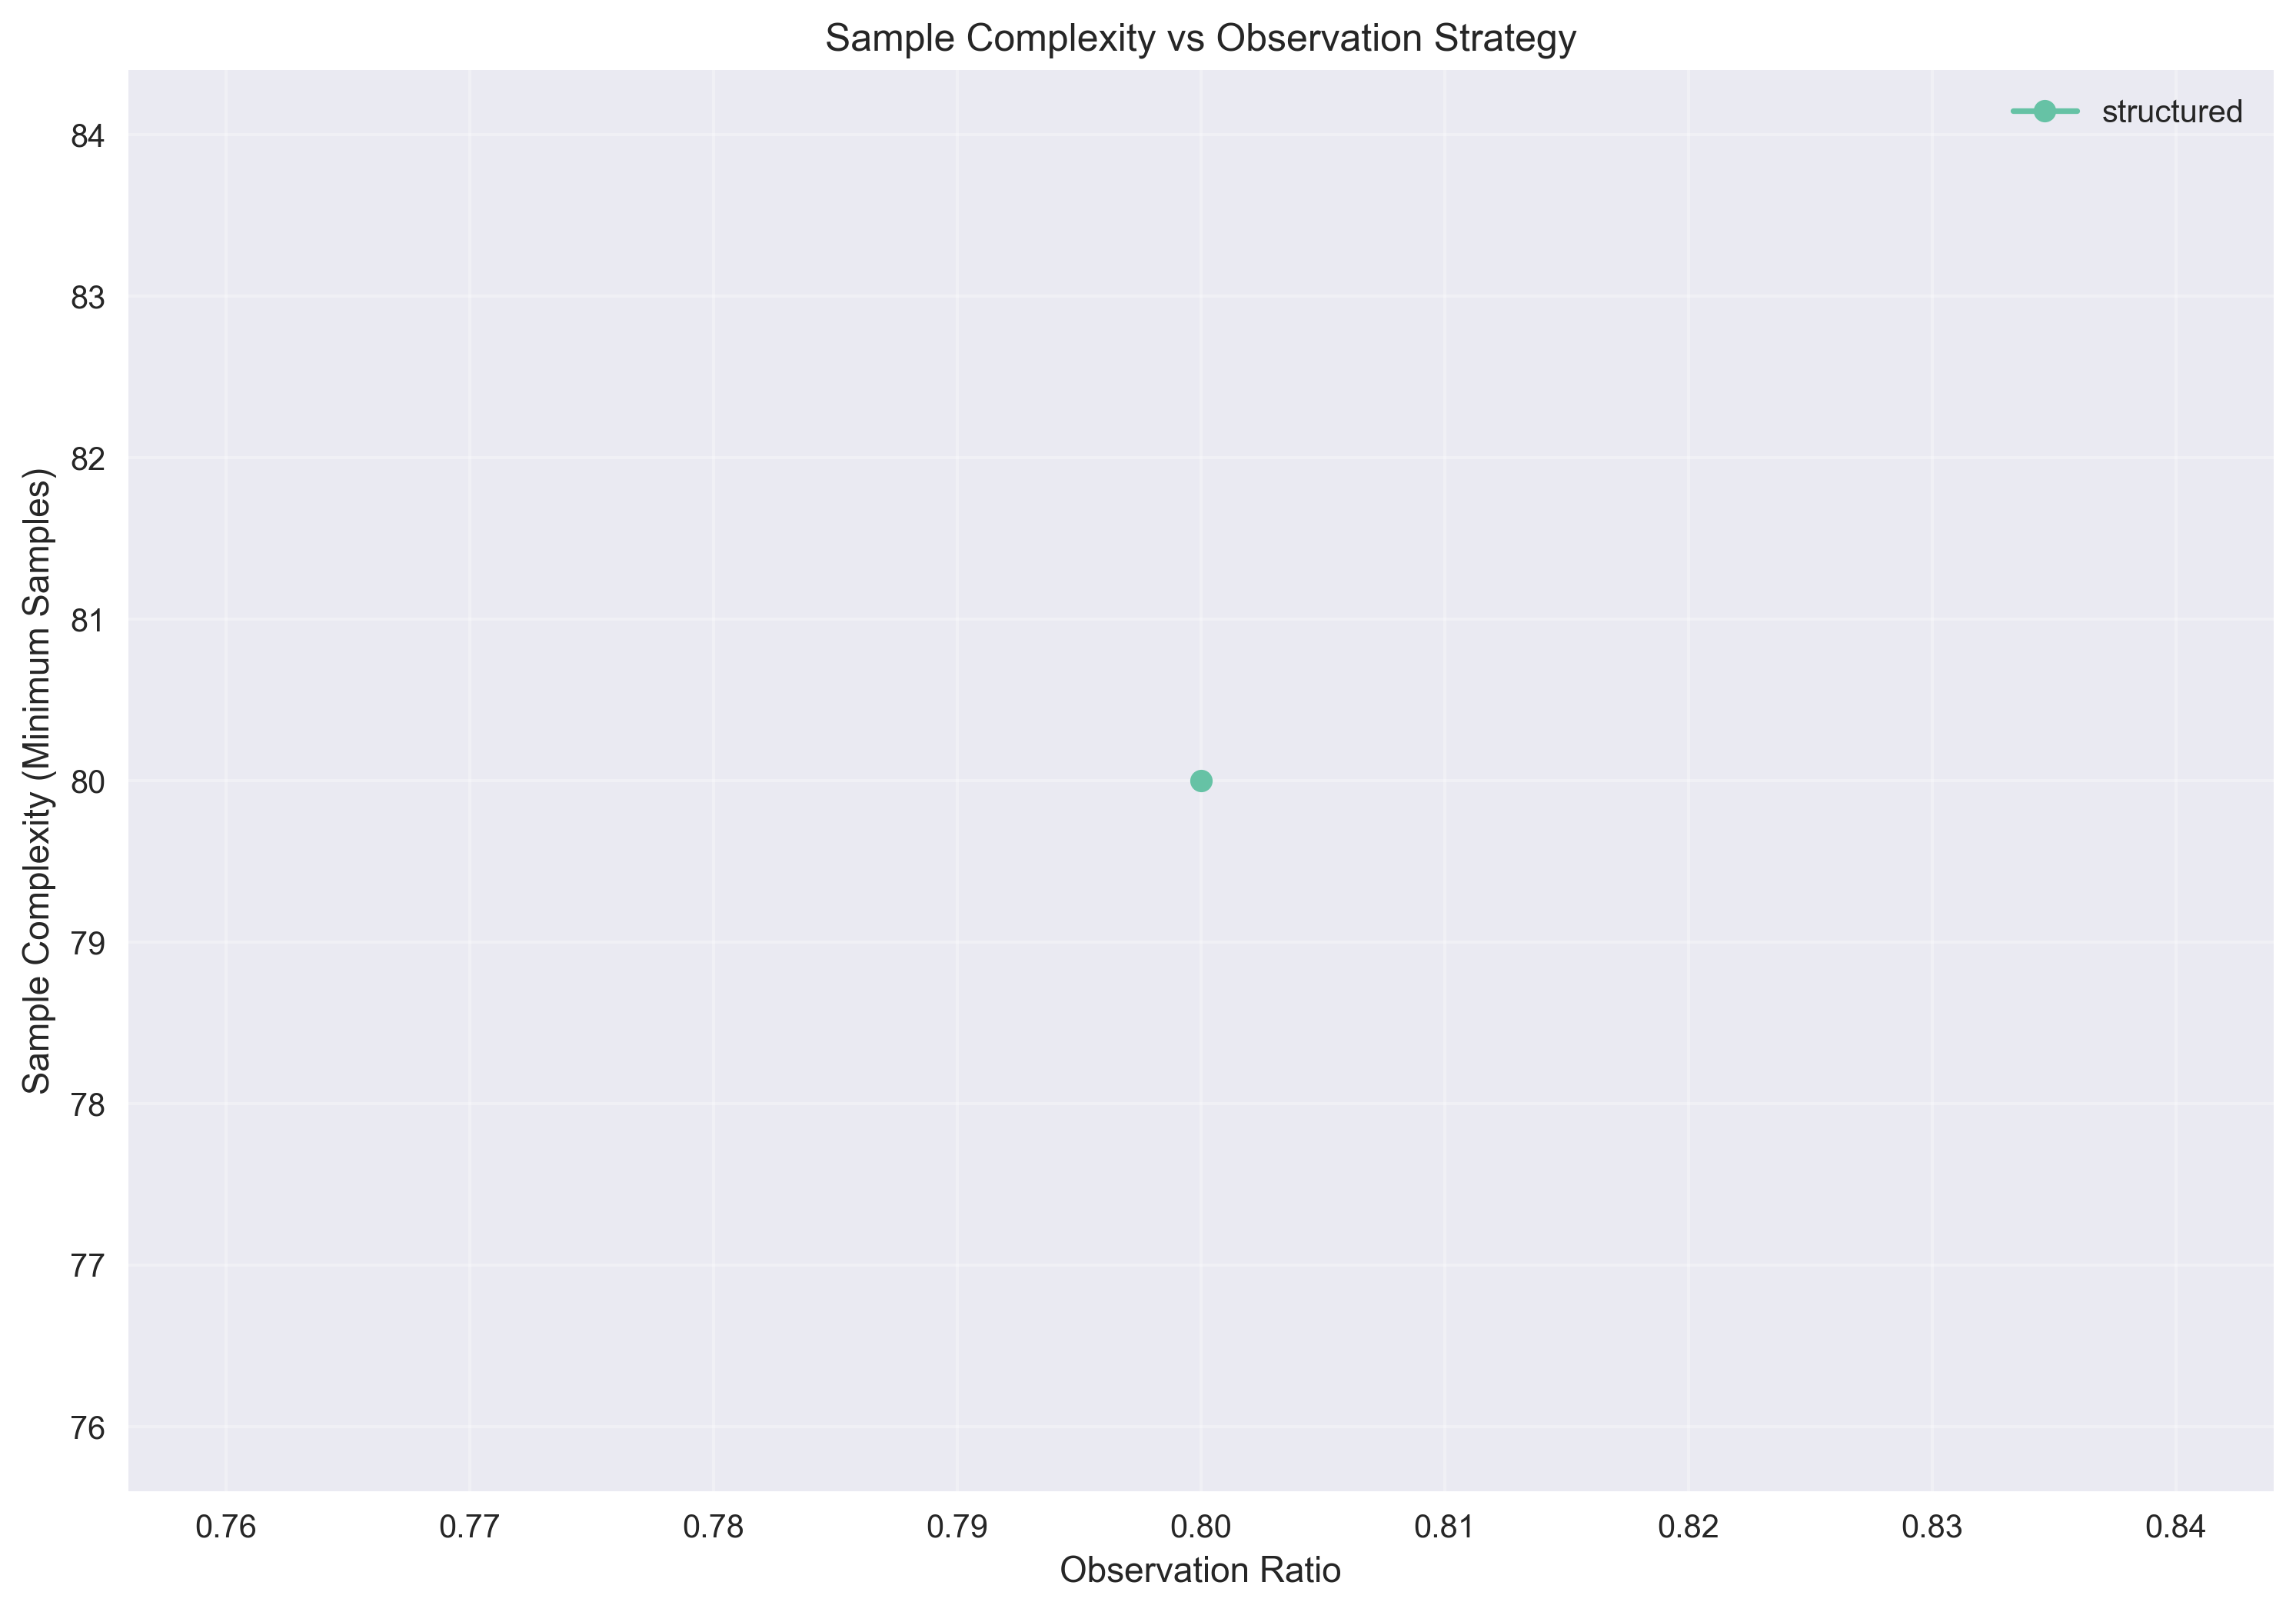 Sample Complexity vs Observation Strategy
structured
Sample Complexity (Minimum Samples)
84
83
82
81
80
79
78
77
76
0.76 0.77 0.78 0.79 0.80 0.81 0.82 0.83 0.84
Observation Ratio